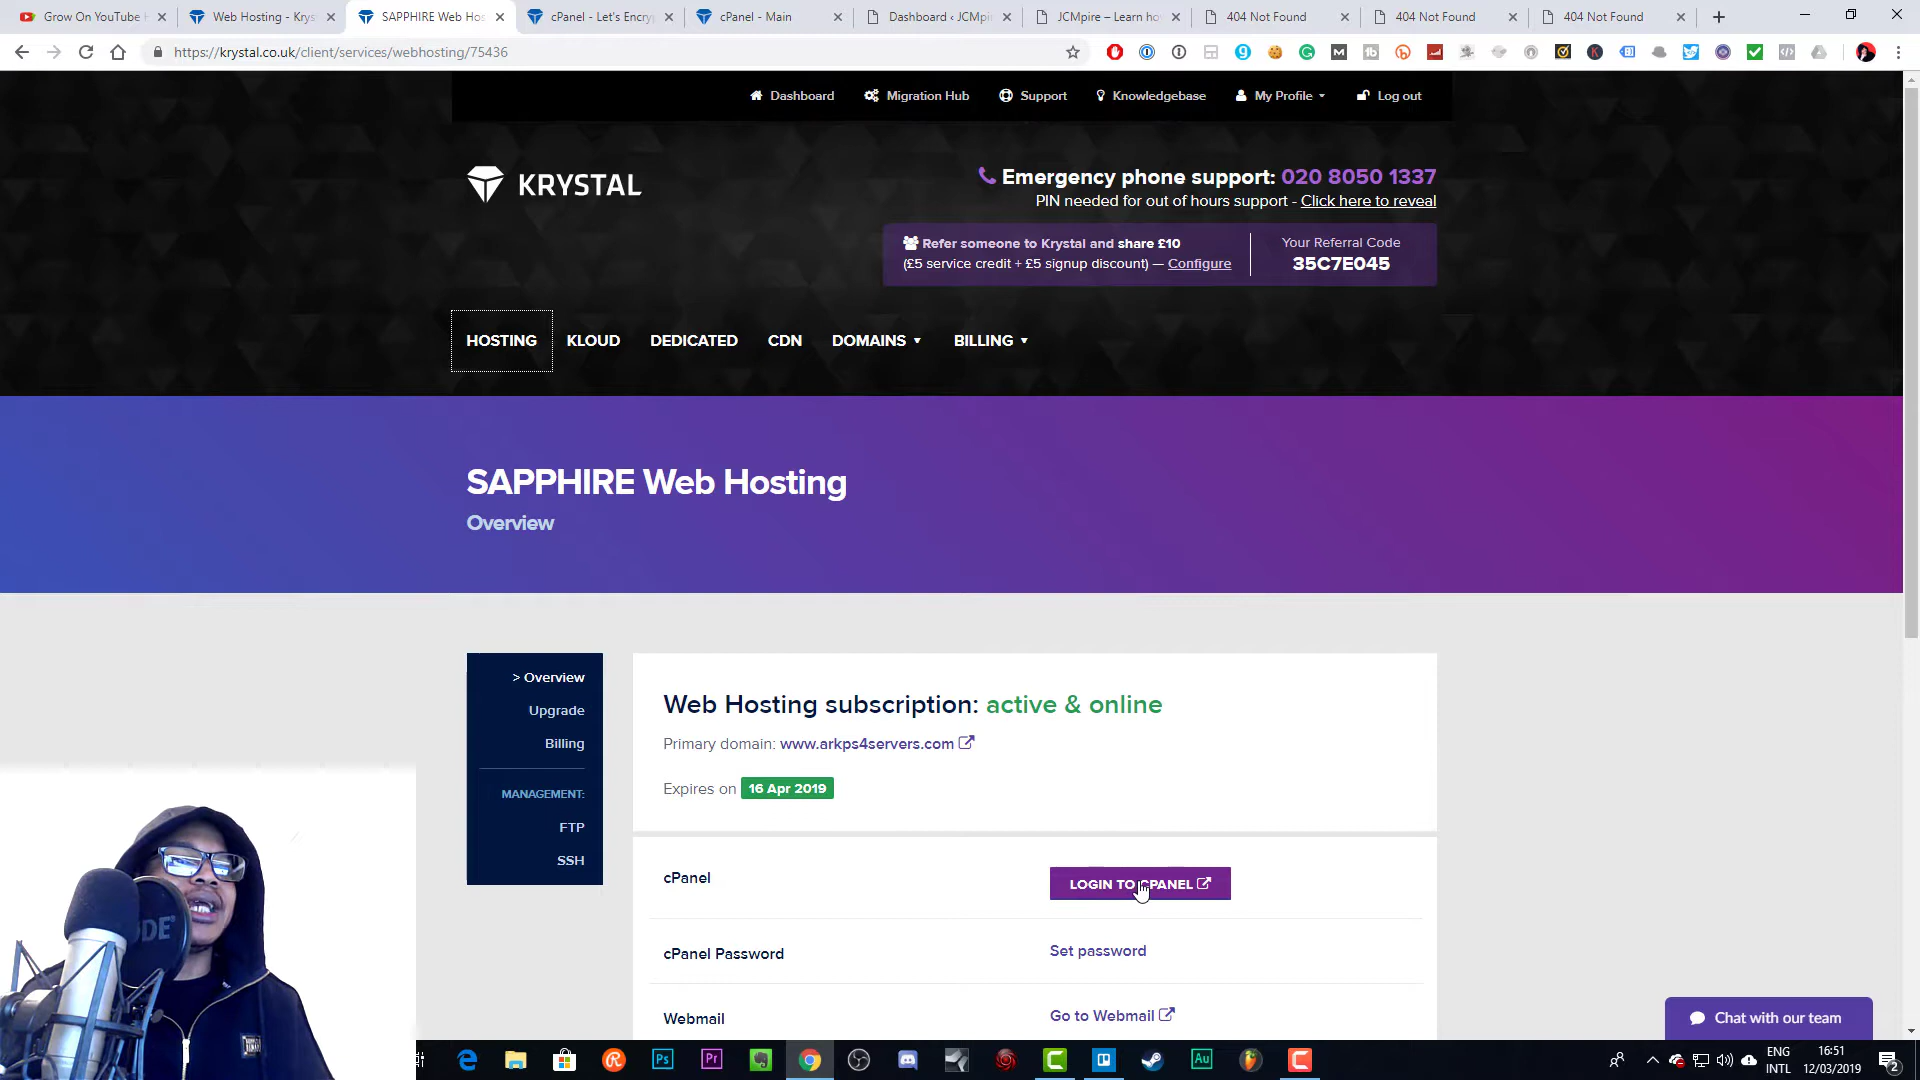 Grow On YouTube
Web Hosting - Krys
SAPPHIRE Web Hos
cPanel - Let's Encry
cPanel - Main
Dashboard ‹ JCMpir
JCMpire – Learn ho
404 Not Found
404 Not Found
404 Not Found
https://krystal.co.uk/client/services/webhosting/75436
Dashboard
Migration Hub
Support
Knowledgebase
My Profile
Log out
KRYSTAL
Emergency phone support: 020 8050 1337
PIN needed for out of hours support - Click here to reveal
Refer someone to Krystal and share £10
(£5 service credit + £5 signup discount) — Configure
Your Referral Code
35C7E045
HOSTING
KLOUD
DEDICATED
CDN
DOMAINS
BILLING
SAPPHIRE Web Hosting
Overview
> Overview
Upgrade
Billing
MANAGEMENT:
FTP
SSH
Web Hosting subscription: active & online
Primary domain: www.arkps4servers.com
Expires on 16 Apr 2019
cPanel
LOGIN TO CPANEL
cPanel Password
Set password
Webmail
Go to Webmail
Chat with our team
ENG
INTL
16:51
12/03/2019
2